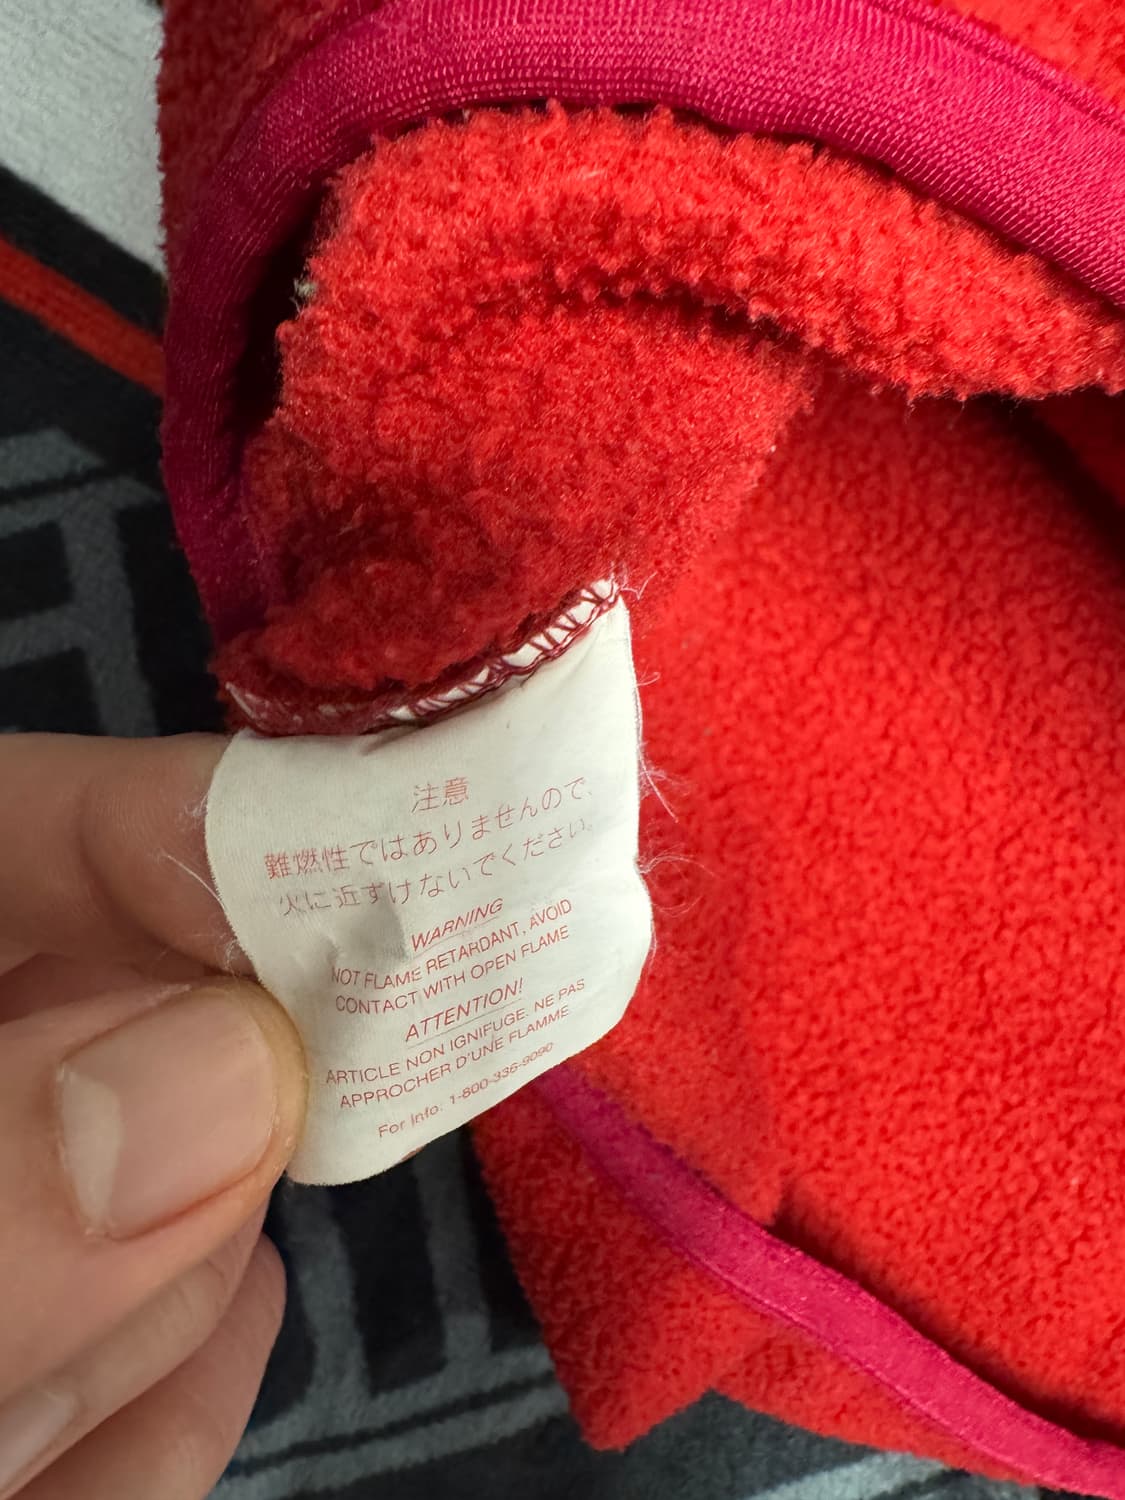 注意
難燃性ではありませんので、
火に近ずけないでください。
WARNING
NOT FLAME RETARDANT, AVOID
CONTACT WITH OPEN FLAME
ATTENTION!
ARTICLE NON IGNIFUGE. NE PAS
APPROCHER D'UNE FLAMME
For Info: 1-800-336-9090